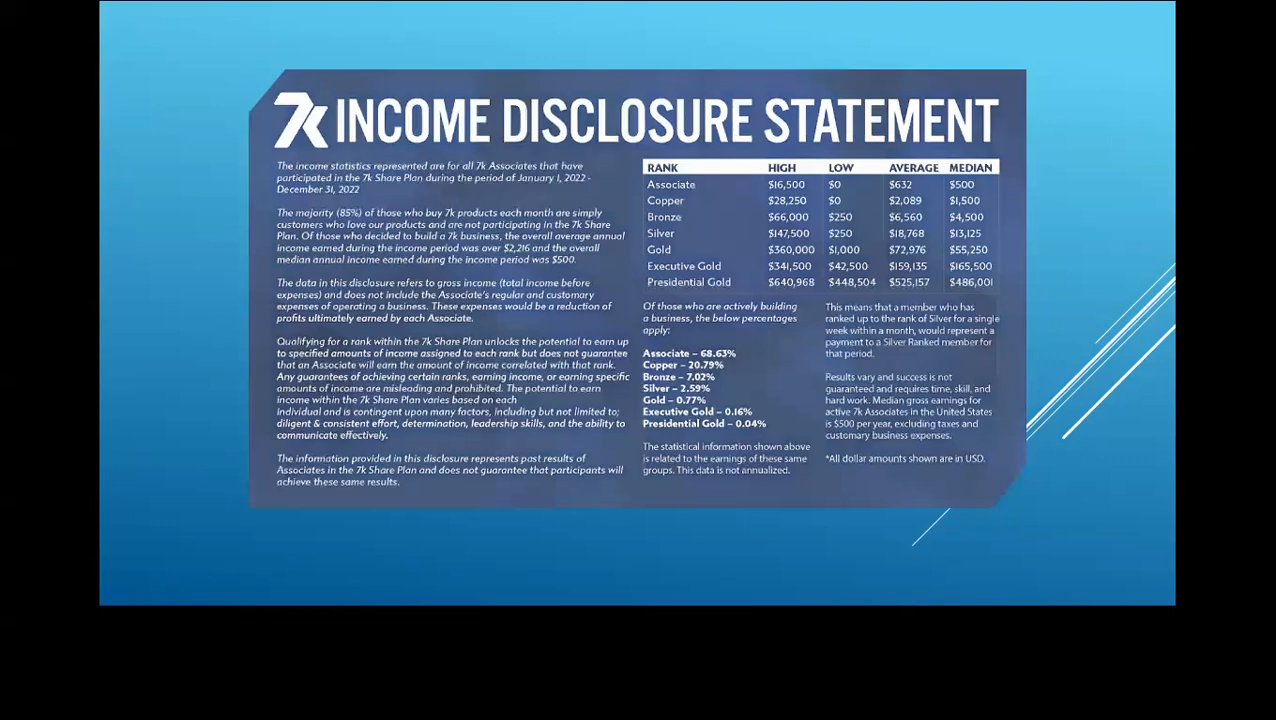 7k INCOME DISCLOSURE STATEMENT
The income statistics represented are for all 7k Associates that have
participated in the 7k Share Plan during the period of January 1, 2022 -
December 31, 2022
The majority (85%) of those who buy 7k products each month are simply
customers who love our products and are not participating in the 7k Share
Plan. Of those who decided to build a 7k business, the overall average annual
income earned during the income period was over $2,216 and the overall
median annual income earned during the income period was $500.
The data in this disclosure refers to gross income (total income before
expenses) and does not include the Associate's regular and customary
expenses of operating a business. These expenses would be a reduction of
profits ultimately earned by each Associate.
Qualifying for a rank within the 7k Share Plan unlocks the potential to earn up
to specified amounts of income assigned to each rank but does not guarantee
that an Associate will earn the amount of income correlated with that rank.
Any guarantees of achieving certain ranks, earning income, or earning specific
amounts of income are misleading and prohibited. The potential to earn
income within the 7k Share Plan varies based on each
individual and is contingent upon many factors, including but not limited to;
diligent & consistent effort, determination, leadership skills, and the ability to
communicate effectively.
The information provided in this disclosure represents past results of
Associates in the 7k Share Plan and does not guarantee that participants will
achieve these same results.
RANK HIGH LOW AVERAGE MEDIAN
Associate $16,500 $0 $632 $500
Copper $28,250 $0 $2,089 $1,500
Bronze $66,000 $250 $6,560 $4,500
Silver $147,500 $250 $18,768 $13,125
Gold $360,000 $1,000 $72,976 $55,250
Executive Gold $341,500 $42,500 $159,135 $165,500
Presidential Gold $640,968 $448,504 $525,157 $486,001
Of those who are actively building
a business, the below percentages
apply:
Associate – 68.63%
Copper – 20.79%
Bronze – 7.02%
Silver – 2.59%
Gold – 0.77%
Executive Gold – 0.16%
Presidential Gold – 0.04%
The statistical information shown above
is related to the earnings of these same
groups. This data is not annualized.
This means that a member who has
ranked up to the rank of Silver for a single
week within a month, would represent a
payment to a Silver Ranked member for
that period.
Results vary and success is not
guaranteed and requires time, skill, and
hard work. Median gross earnings for
active 7k Associates in the United States
is $500 per year, excluding taxes and
customary business expenses.
*All dollar amounts shown are in USD.